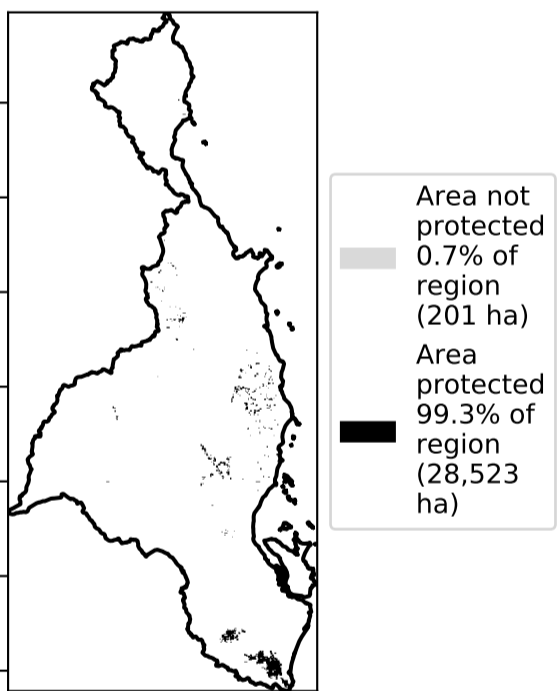 Area not
protected
0.7% of
region
(201 ha)
Area
protected
99.3% of
region
(28,523
ha)